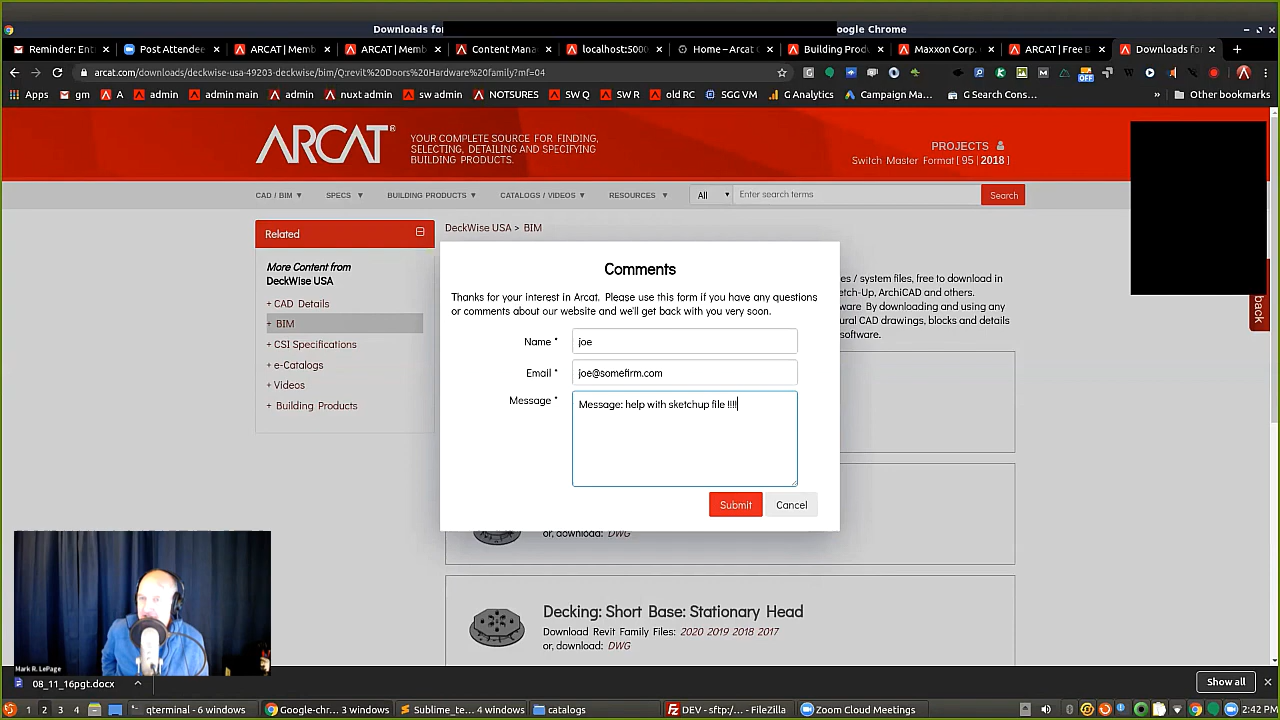 Downloads for
oogle Chrome
Reminder: Ent
Post Attendee
ARCAT | Memb
ARCAT | Memb
Content Mana
localhost:5000
Home – Arcat C
Building Produ
Maxxon Corp.
ARCAT | Free B
Downloads for
arcat.com/downloads/deckwise-usa-49203-deckwise/bim/Q:revit%20Doors%20Hardware%20family?mf=04
Apps gm A admin admin main admin nuxt admin sw admin NOTSURES SW Q SW R old RC SGG VM G Analytics Campaign Ma... G Search Cons... » Other bookmarks
OFF
ARCAT®
YOUR COMPLETE SOURCE FOR FINDING,
SELECTING, DETAILING AND SPECIFYING
BUILDING PRODUCTS.
PROJECTS
Switch Master Format [ 95 | 2018 ]
CAD / BIM ▼ SPECS ▼ BUILDING PRODUCTS ▼ CATALOGS / VIDEOS ▼ RESOURCES ▼ All ▼ Enter search terms Search
Related
More Content from
DeckWise USA
+ CAD Details
+ BIM
+ CSI Specifications
+ e-Catalogs
+ Videos
+ Building Products
DeckWise USA > BIM
es / system files, free to download in
etch-Up, ArchiCAD and others.
ware. By downloading and using any
ural CAD drawings, blocks and details
software.
back
Comments
Thanks for your interest in Arcat. Please use this form if you have any questions
or comments about our website and we'll get back with you very soon.
Name * joe
Email * joe@somefirm.com
Message * Message: help with sketchup file !!!!
Submit Cancel
or, download: DWG
Decking: Short Base: Stationary Head
Download Revit Family Files: 2020 2019 2018 2017
or, download: DWG
Mark R. LePage
08_11_16pgt.docx
Show all
1 2 3 4 qterminal - 6 windows Google-chr... 3 windows Sublime_te... 4 windows catalogs DEV - sftp:/... - FileZilla Zoom Cloud Meetings 2:42 PM